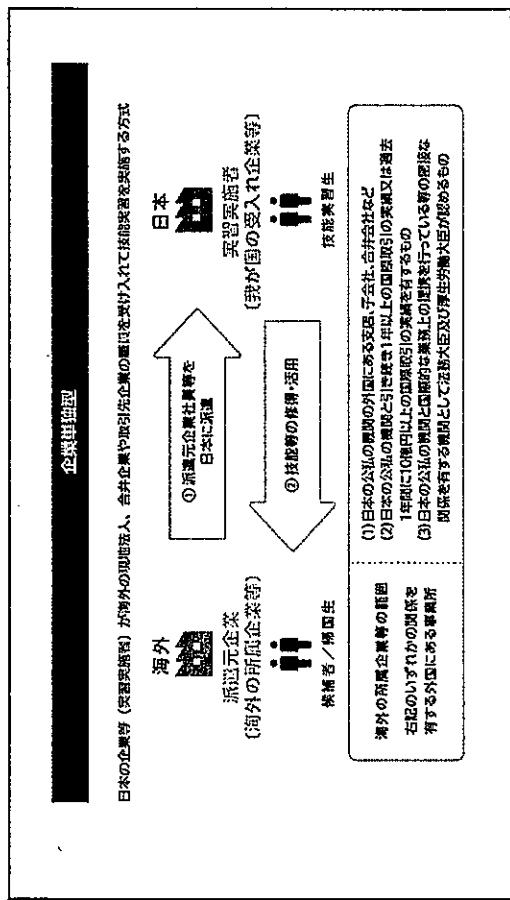 企業単独型
日本の企業等（実習実施者）が海外の現地法人、合弁企業や取引先企業の職員を受け入れて技能実習を実施する方式
海外
派遣元企業
（海外の所属企業等）
候補者／帰国生
①派遣元企業社員等を
日本に派遣
②技能等の修得・活用
日本
実習実施者
（我が国の受入れ企業等）
技能実習生
海外の所属企業等の範囲
右記のいずれかの関係を
有する外国にある事業所
(1)日本の公私の機関の外国にある支店、子会社、合弁会社など
(2)日本の公私の機関と引き続き1年以上の国際取引の実績又は過去
1年間に10億円以上の国際取引の実績を有するもの
(3)日本の公私の機関と国際的な業務上の提携を行っている等の密接な
関係を有する機関として法務大臣及び厚生労働大臣が認めるもの